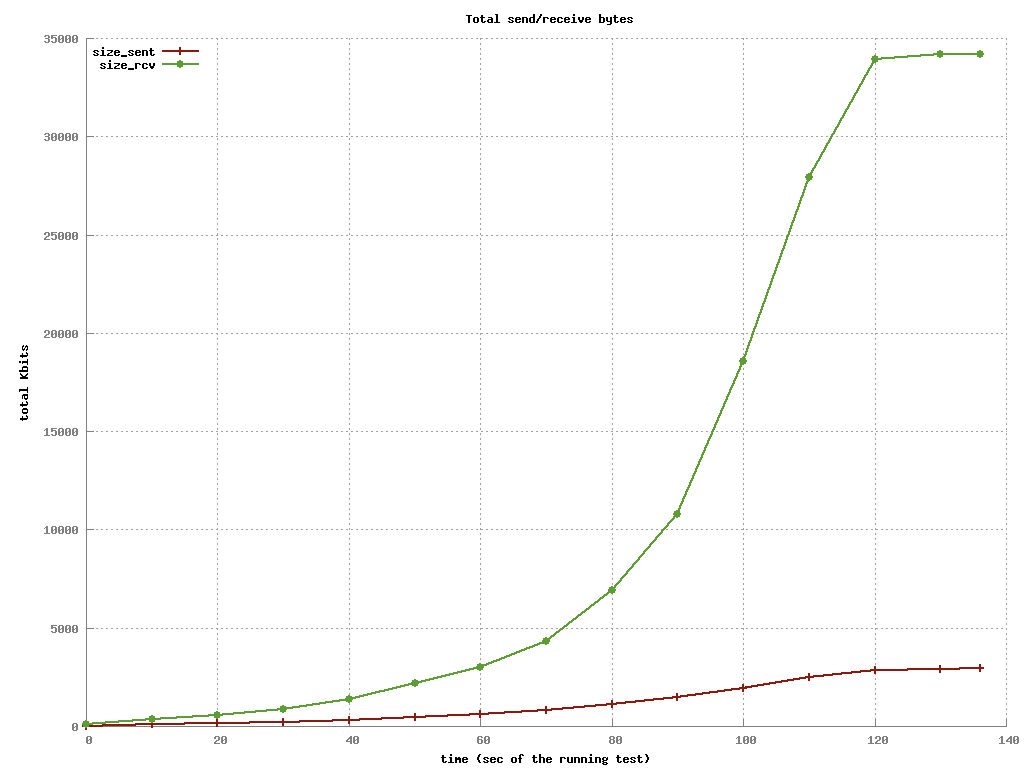 Total send/receive bytes
35000
size_sent
size_rcv
30000
25000
20000
total Kbits
15000
10000
5000
0
0 20 40 60 80 100 120 140
time (sec of the running test)